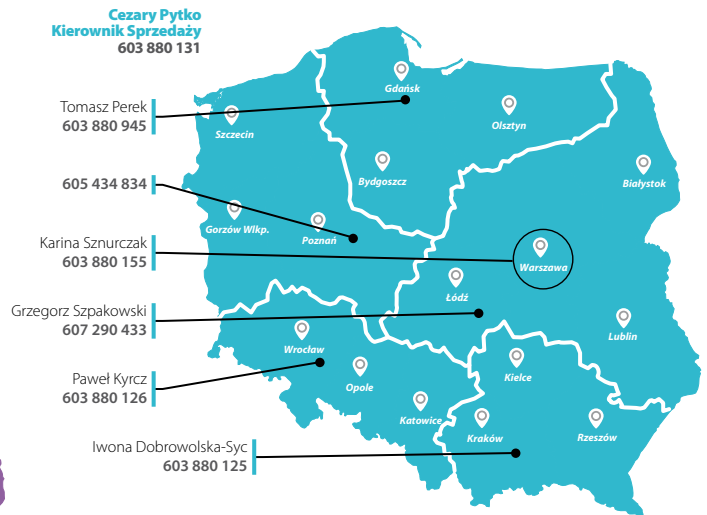 Cezary Pytko
Kierownik Sprzedaży
603 880 131
Tomasz Perek
603 880 945
605 434 834
Karina Sznurczak
603 880 155
Grzegorz Szpakowski
607 290 433
Paweł Kyrcz
603 880 126
Iwona Dobrowolska-Syc
603 880 125
Gdańsk
Olsztyn
Szczecin
Bydgoszcz
Białystok
Gorzów Wlkp.
Poznań
Warszawa
Łódź
Lublin
Wrocław
Opole
Kielce
Katowice
Kraków
Rzeszów